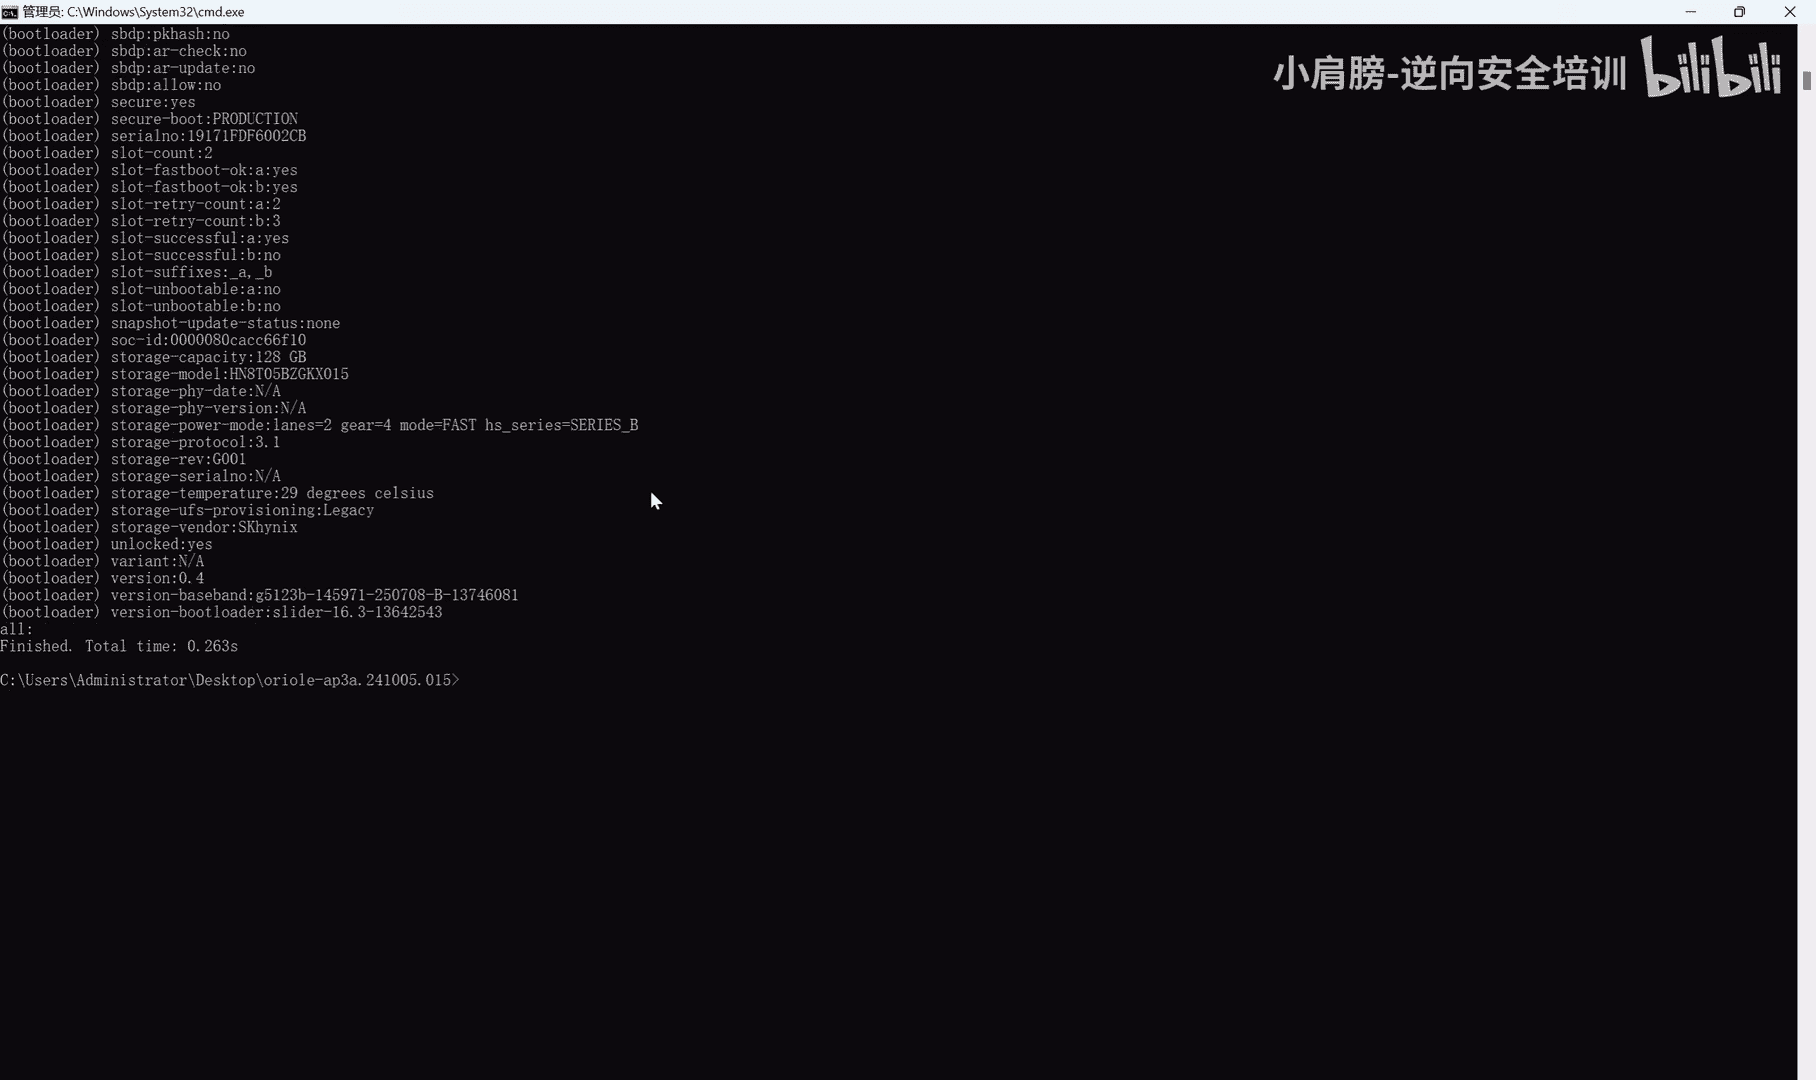 管理员: C:\Windows\System32\cmd.exe
小肩膀-逆向安全培训 bilibili
(bootloader) sbdp:pkhash:no
(bootloader) sbdp:ar-check:no
(bootloader) sbdp:ar-update:no
(bootloader) sbdp:allow:no
(bootloader) secure:yes
(bootloader) secure-boot:PRODUCTION
(bootloader) serialno:19171FDF6002CB
(bootloader) slot-count:2
(bootloader) slot-fastboot-ok:a:yes
(bootloader) slot-fastboot-ok:b:yes
(bootloader) slot-retry-count:a:2
(bootloader) slot-retry-count:b:3
(bootloader) slot-successful:a:yes
(bootloader) slot-successful:b:no
(bootloader) slot-suffixes:_a,_b
(bootloader) slot-unbootable:a:no
(bootloader) slot-unbootable:b:no
(bootloader) snapshot-update-status:none
(bootloader) soc-id:0000080cacc66f10
(bootloader) storage-capacity:128 GB
(bootloader) storage-model:HN8T05BZGKX015
(bootloader) storage-phy-date:N/A
(bootloader) storage-phy-version:N/A
(bootloader) storage-power-mode:lanes=2 gear=4 mode=FAST hs_series=SERIES_B
(bootloader) storage-protocol:3.1
(bootloader) storage-rev:G001
(bootloader) storage-serialno:N/A
(bootloader) storage-temperature:29 degrees celsius
(bootloader) storage-ufs-provisioning:Legacy
(bootloader) storage-vendor:SKhynix
(bootloader) unlocked:yes
(bootloader) variant:N/A
(bootloader) version:0.4
(bootloader) version-baseband:g5123b-145971-250708-B-13746081
(bootloader) version-bootloader:slider-16.3-13642543
all:
Finished. Total time: 0.263s
C:\Users\Administrator\Desktop\oriole-ap3a.241005.015>